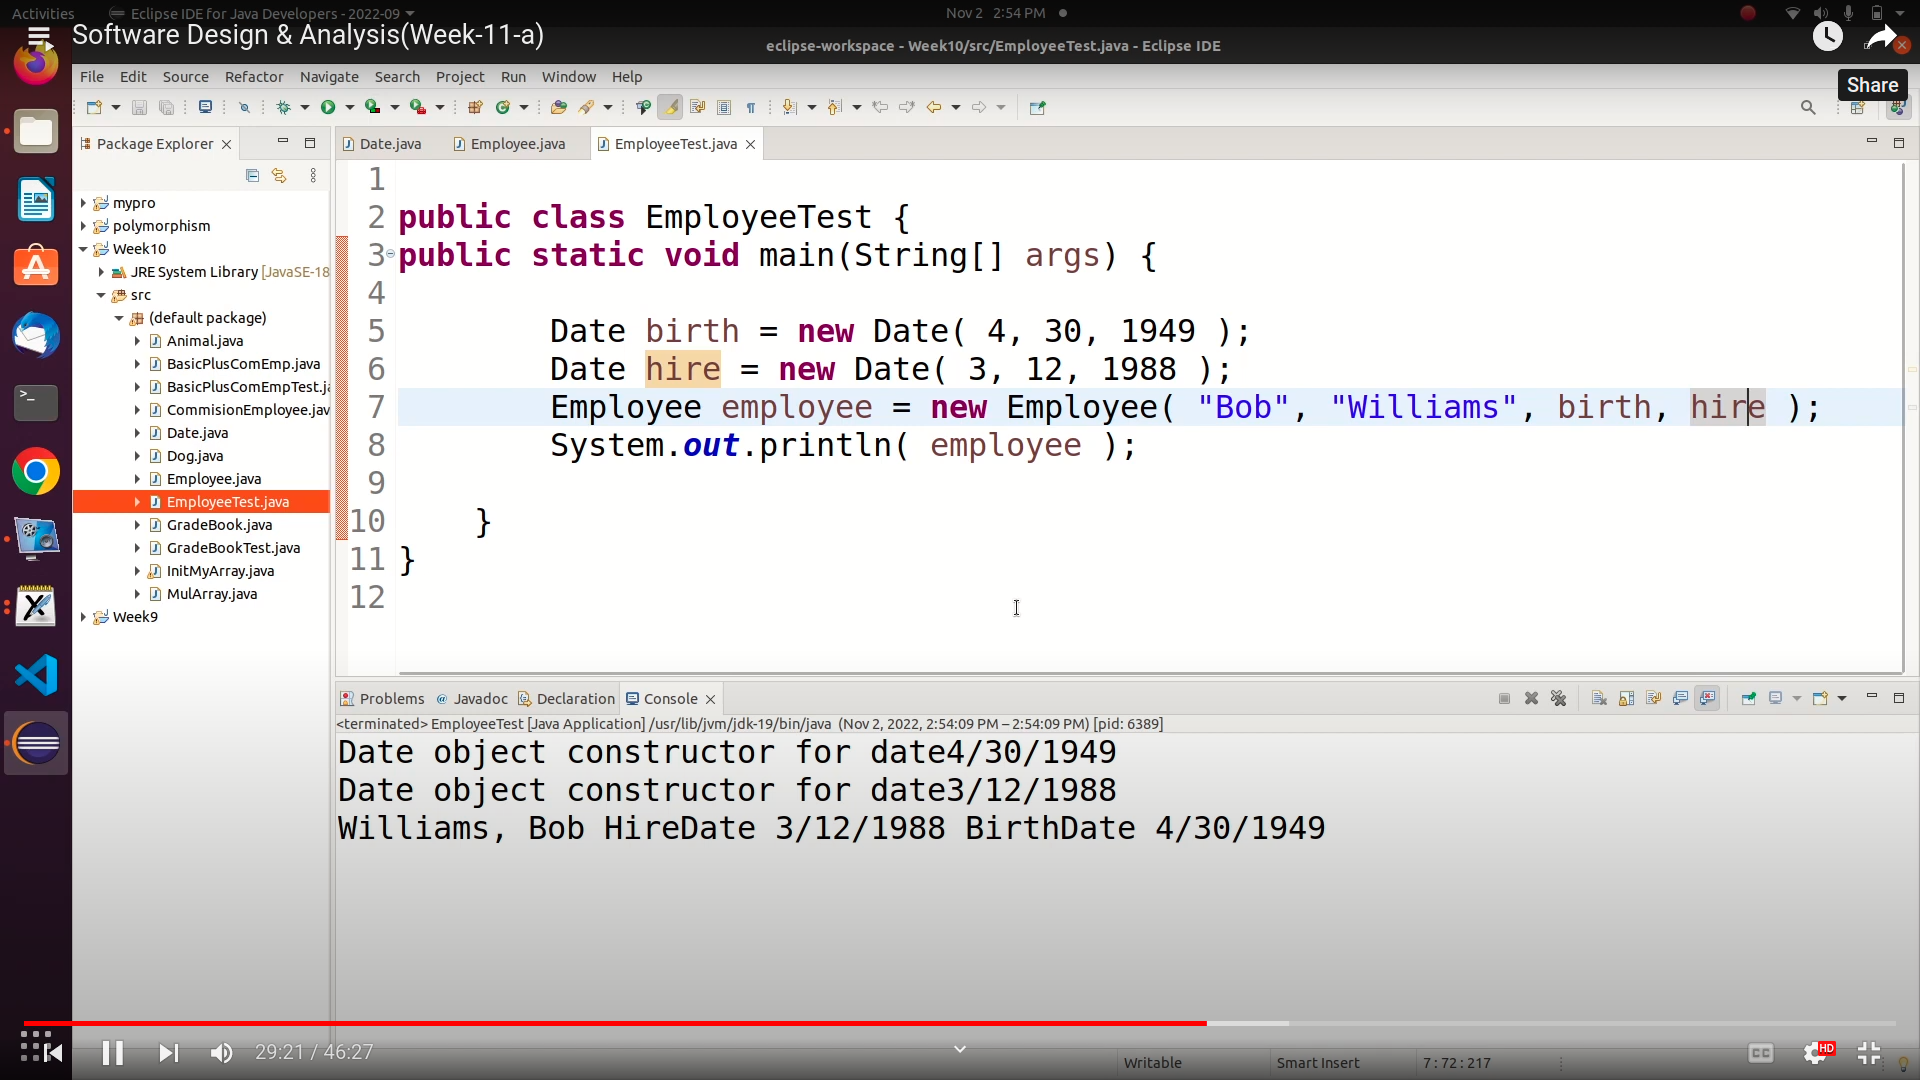 Activities
Eclipse IDE for Java Developers - 2022-09
Nov 2 2:54 PM
Software Design & Analysis(Week-11-a)
eclipse-workspace - Week10/src/EmployeeTest.java - Eclipse IDE
File Edit Source Refactor Navigate Search Project Run Window Help
Share
Package Explorer
Date.java
Employee.java
EmployeeTest.java
mypro
polymorphism
Week10
JRE System Library [JavaSE-18
src
(default package)
Animal.java
BasicPlusComEmp.java
BasicPlusComEmpTest.ja
CommisionEmployee.jav
Date.java
Dog.java
Employee.java
EmployeeTest.java
GradeBook.java
GradeBookTest.java
InitMyArray.java
MulArray.java
Week9
1
2 public class EmployeeTest {
3 public static void main(String[] args) {
4
5 Date birth = new Date( 4, 30, 1949 );
6 Date hire = new Date( 3, 12, 1988 );
7 Employee employee = new Employee( "Bob", "Williams", birth, hire );
8 System.out.println( employee );
9
10 }
11 }
12
Problems @ Javadoc Declaration Console
<terminated> EmployeeTest [Java Application] /usr/lib/jvm/jdk-19/bin/java (Nov 2, 2022, 2:54:09 PM – 2:54:09 PM) [pid: 6389]
Date object constructor for date4/30/1949
Date object constructor for date3/12/1988
Williams, Bob HireDate 3/12/1988 BirthDate 4/30/1949
29:21 / 46:27
Writable
Smart Insert
7 : 72 : 217
CC
HD